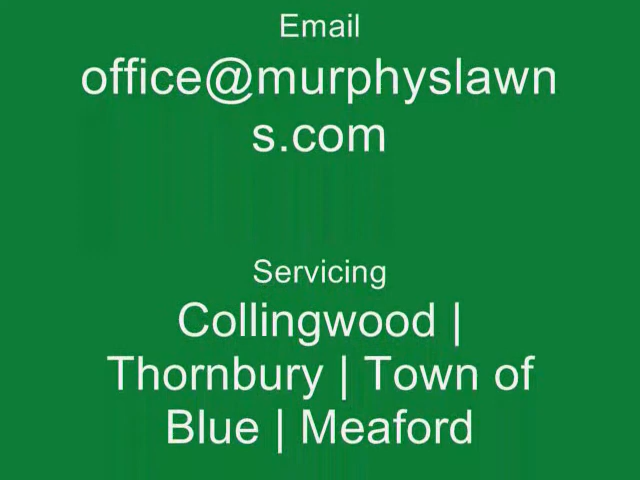 Email
office@murphyslawn
s.com
Servicing
Collingwood |
Thornbury | Town of
Blue | Meaford